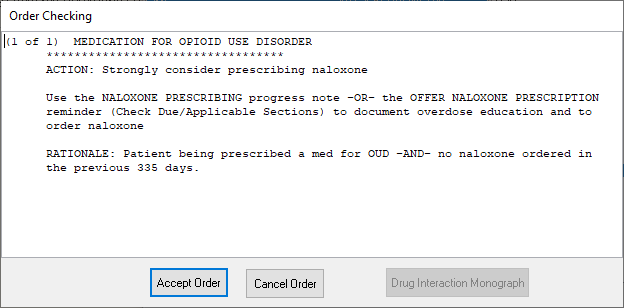 Order Checking
(1 of 1)  MEDICATION FOR OPIOID USE DISORDER
**********************************
ACTION: Strongly consider prescribing naloxone
Use the NALOXONE PRESCRIBING progress note -OR- the OFFER NALOXONE PRESCRIPTION
reminder (Check Due/Applicable Sections) to document overdose education and to
order naloxone
RATIONALE: Patient being prescribed a med for OUD -AND- no naloxone ordered in
the previous 335 days.
Accept Order
Cancel Order
Drug Interaction Monograph